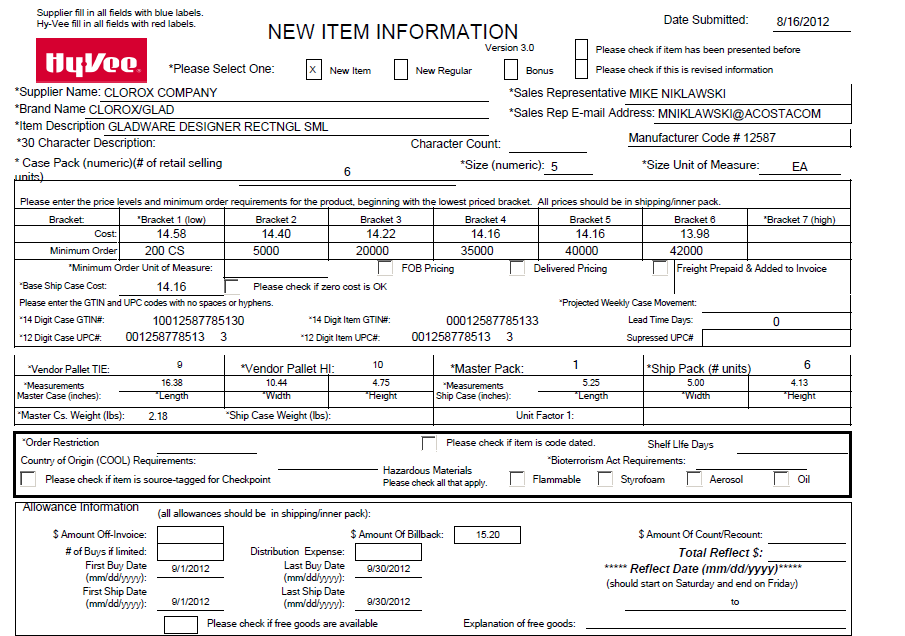 Supplier fill in all fields with blue labels.
Hy-Vee fill in all fields with red labels.
NEW ITEM INFORMATION
Version 3.0
Date Submitted: 8/16/2012
HyVee
*Please Select One: X New Item New Regular Bonus
Please check if item has been presented before
Please check if this is revised information
*Supplier Name: CLOROX COMPANY *Sales Representative MIKE NIKLAWSKI
*Brand Name CLOROX/GLAD *Sales Rep E-mail Address: MNIKLAWSKI@ACOSTACOM
*Item Description GLADWARE DESIGNER RECTNGL SML
*30 Character Description: Character Count: Manufacturer Code # 12587
* Case Pack (numeric)(# of retail selling units) 6 *Size (numeric): 5 *Size Unit of Measure: EA
Please enter the price levels and minimum order requirements for the product, beginning with the lowest priced bracket. All prices should be in shipping/inner pack.
Bracket: *Bracket 1 (low) Bracket 2 Bracket 3 Bracket 4 Bracket 5 Bracket 6 *Bracket 7 (high)
Cost: 14.58 14.40 14.22 14.16 14.16 13.98
Minimum Order 200 CS 5000 20000 35000 40000 42000
*Minimum Order Unit of Measure: FOB Pricing Delivered Pricing Freight Prepaid & Added to Invoice
*Base Ship Case Cost: 14.16 Please check if zero cost is OK
Please enter the GTIN and UPC codes with no spaces or hyphens. *Projected Weekly Case Movement:
*14 Digit Case GTIN#: 10012587785130 *14 Digit Item GTIN#: 00012587785133 Lead Time Days: 0
*12 Digit Case UPC#: 001258778513 3 *12 Digit Item UPC#: 001258778513 3 Supressed UPC#
*Vendor Pallet TIE: 9 *Vendor Pallet HI: 10 *Master Pack: 1 *Ship Pack (# units) 6
*Measurements 16.38 10.44 4.75 *Measurements 5.25 5.00 4.13
Master Case (inches): *Length *Width *Height Ship Case (inches): *Length *Width *Height
*Master Cs. Weight (lbs): 2.18 *Ship Case Weight (lbs): Unit Factor 1:
*Order Restriction Please check if item is code dated. Shelf LIfe Days
Country of Origin (COOL) Requirements: *Bioterrorism Act Requirements:
Please check if item is source-tagged for Checkpoint Hazardous Materials
Please check all that apply. Flammable Styrofoam Aerosol Oil
Allowance Information (all allowances should be in shipping/inner pack):
$ Amount Off-Invoice: $ Amount Of Billback: 15.20 $ Amount Of Count/Recount:
# of Buys if limited: Distribution Expense: Total Reflect $:
First Buy Date (mm/dd/yyyy): 9/1/2012 Last Buy Date (mm/dd/yyyy): 9/30/2012 ***** Reflect Date (mm/dd/yyyy)*****
(should start on Saturday and end on Friday)
First Ship Date (mm/dd/yyyy): 9/1/2012 Last Ship Date (mm/dd/yyyy): 9/30/2012 to
Please check if free goods are available Explanation of free goods: